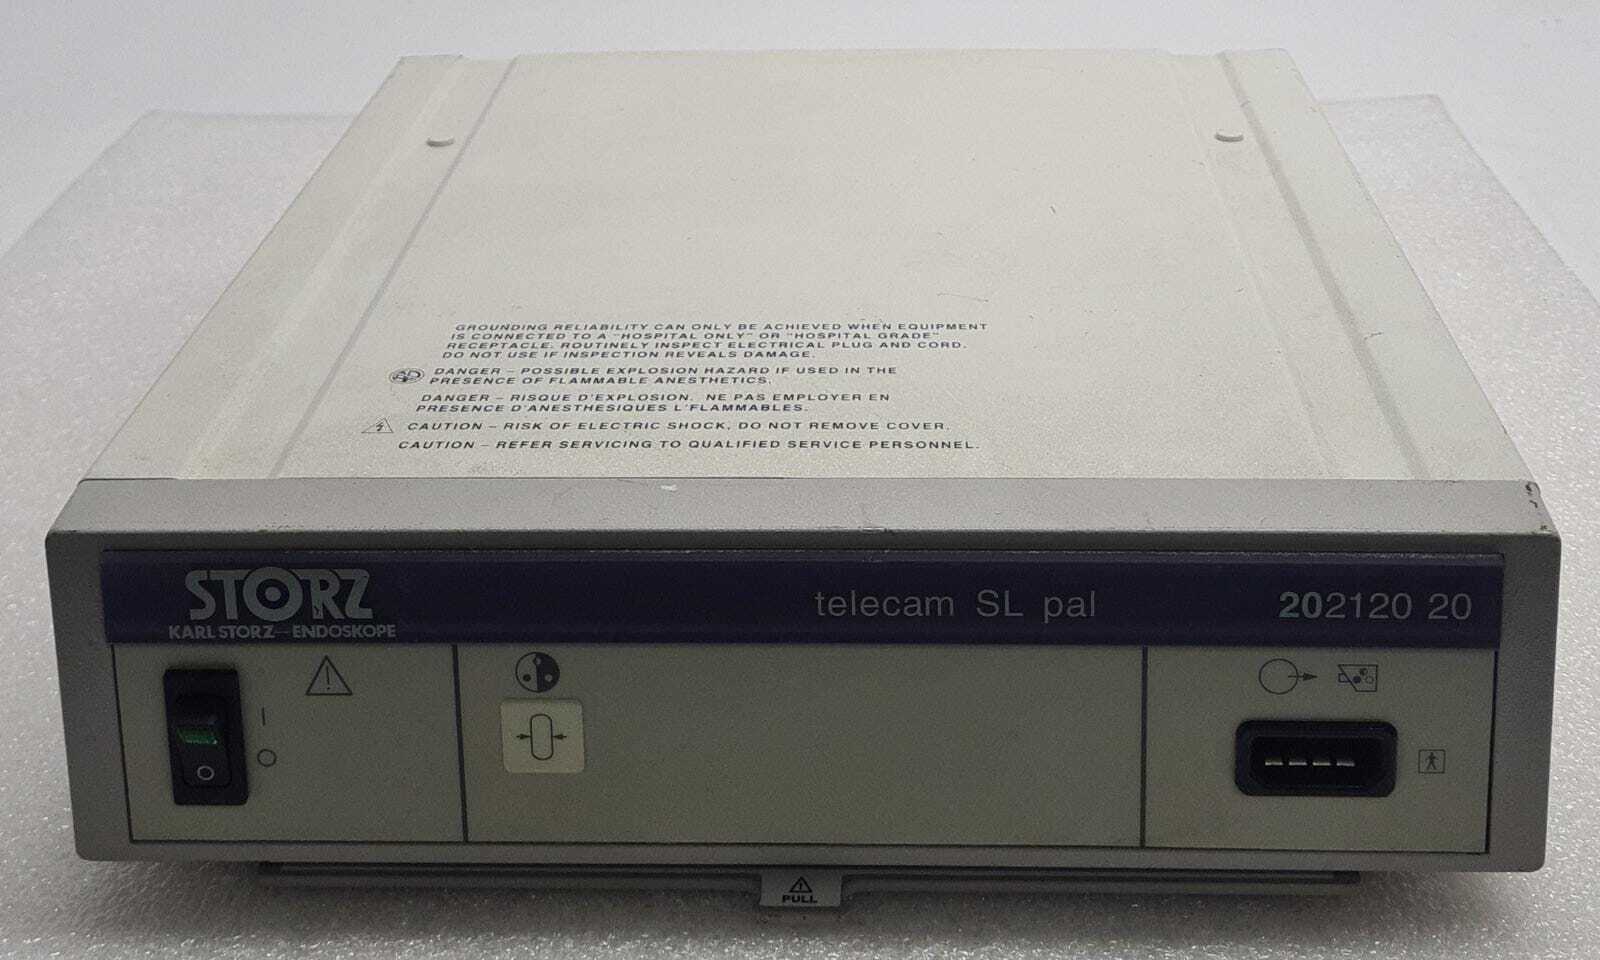 GROUNDING RELIABILITY CAN ONLY BE ACHIEVED WHEN EQUIPMENT
IS CONNECTED TO A "HOSPITAL ONLY" OR "HOSPITAL GRADE"
RECEPTACLE. ROUTINELY INSPECT ELECTRICAL PLUG AND CORD.
DO NOT USE IF INSPECTION REVEALS DAMAGE.
DANGER – POSSIBLE EXPLOSION HAZARD IF USED IN THE
PRESENCE OF FLAMMABLE ANESTHETICS.
DANGER – RISQUE D'EXPLOSION. NE PAS EMPLOYER EN
PRESENCE D'ANESTHESIQUES L'FLAMMABLES.
CAUTION – RISK OF ELECTRIC SHOCK, DO NOT REMOVE COVER.
CAUTION – REFER SERVICING TO QUALIFIED SERVICE PERSONNEL.
STORZ
KARL STORZ—ENDOSKOPE
telecam SL pal
202120 20
PULL